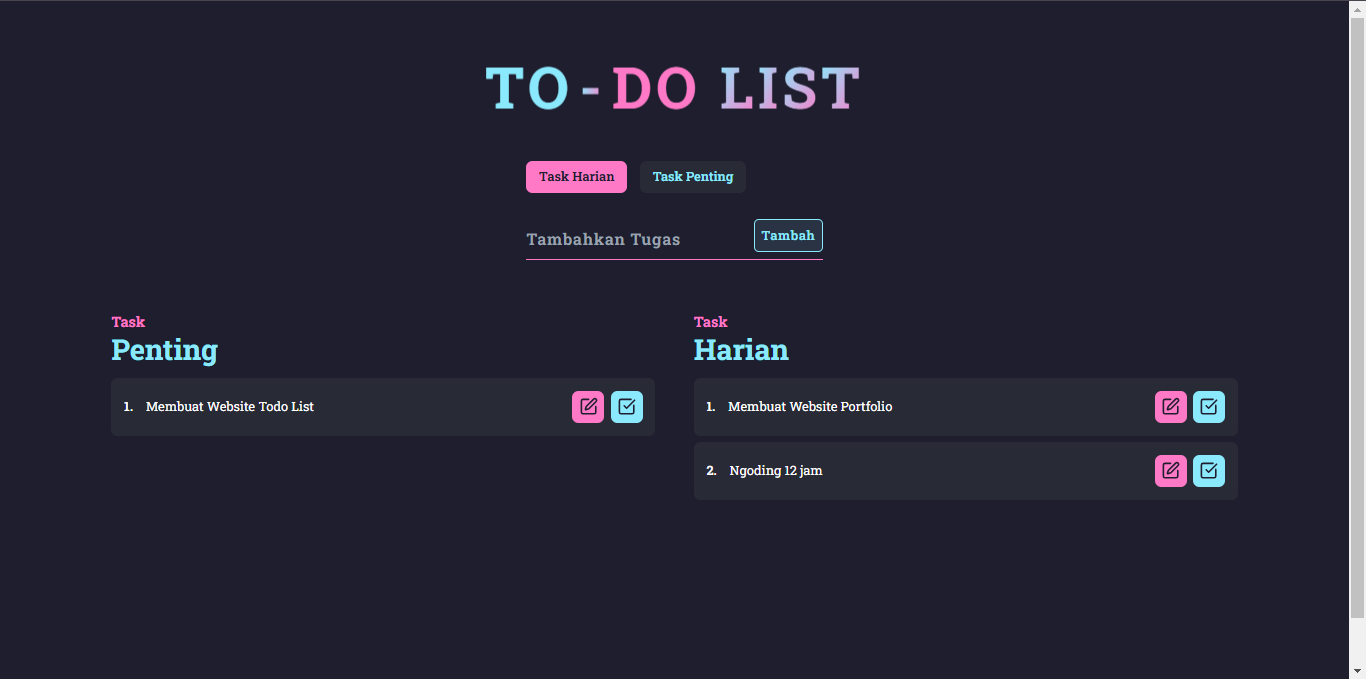 TO-DO LIST
Task Harian Task Penting
Tambahkan Tugas Tambah
Task
Penting
1. Membuat Website Todo List
Task
Harian
1. Membuat Website Portfolio
2. Ngoding 12 jam